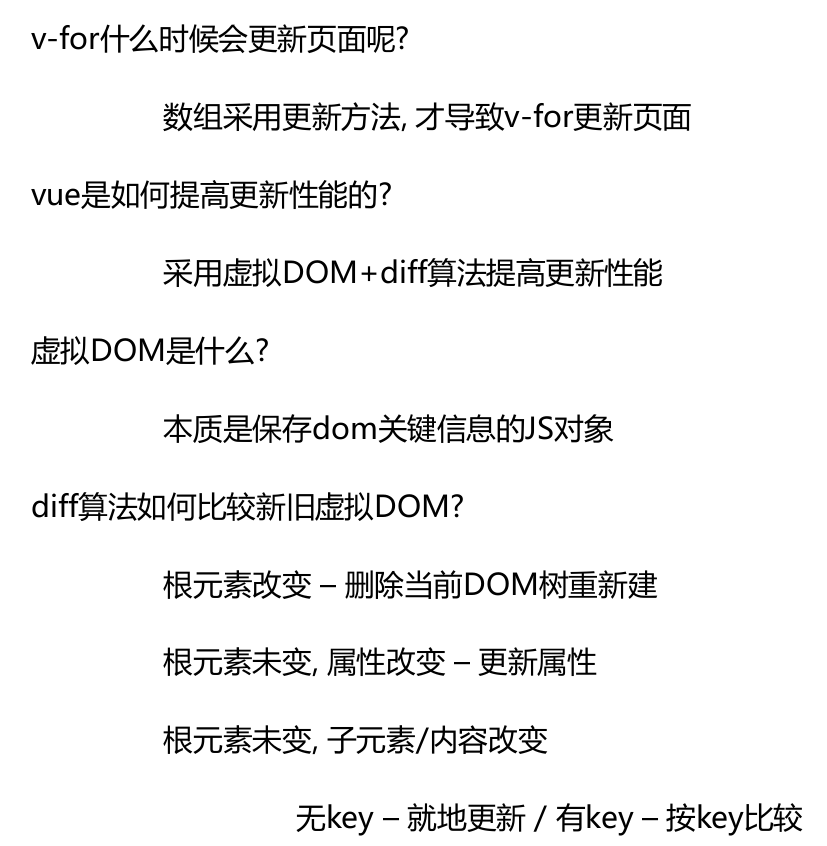 v-for什么时候会更新页面呢?
数组采用更新方法, 才导致v-for更新页面
vue是如何提高更新性能的?
采用虚拟DOM+diff算法提高更新性能
虚拟DOM是什么?
本质是保存dom关键信息的JS对象
diff算法如何比较新旧虚拟DOM?
根元素改变 – 删除当前DOM树重新建
根元素未变, 属性改变 – 更新属性
根元素未变, 子元素/内容改变
无key – 就地更新 / 有key – 按key比较